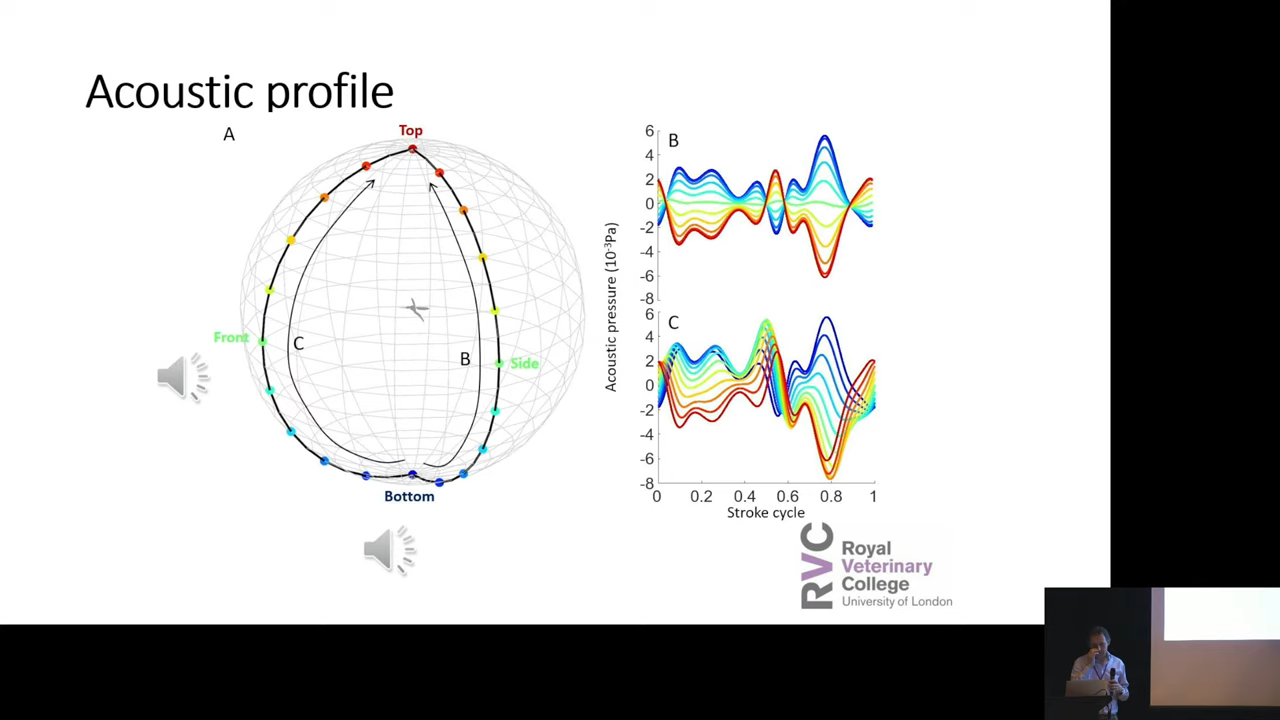 Acoustic profile
A
Top
Front
C
B
Side
Bottom
Acoustic pressure (10⁻³Pa)
B
6
4
2
0
-2
-4
-6
-8
C
6
4
2
0
-2
-4
-6
-8
0
0.2
0.4
0.6
0.8
1
Stroke cycle
RVC
Royal
Veterinary
College
University of London